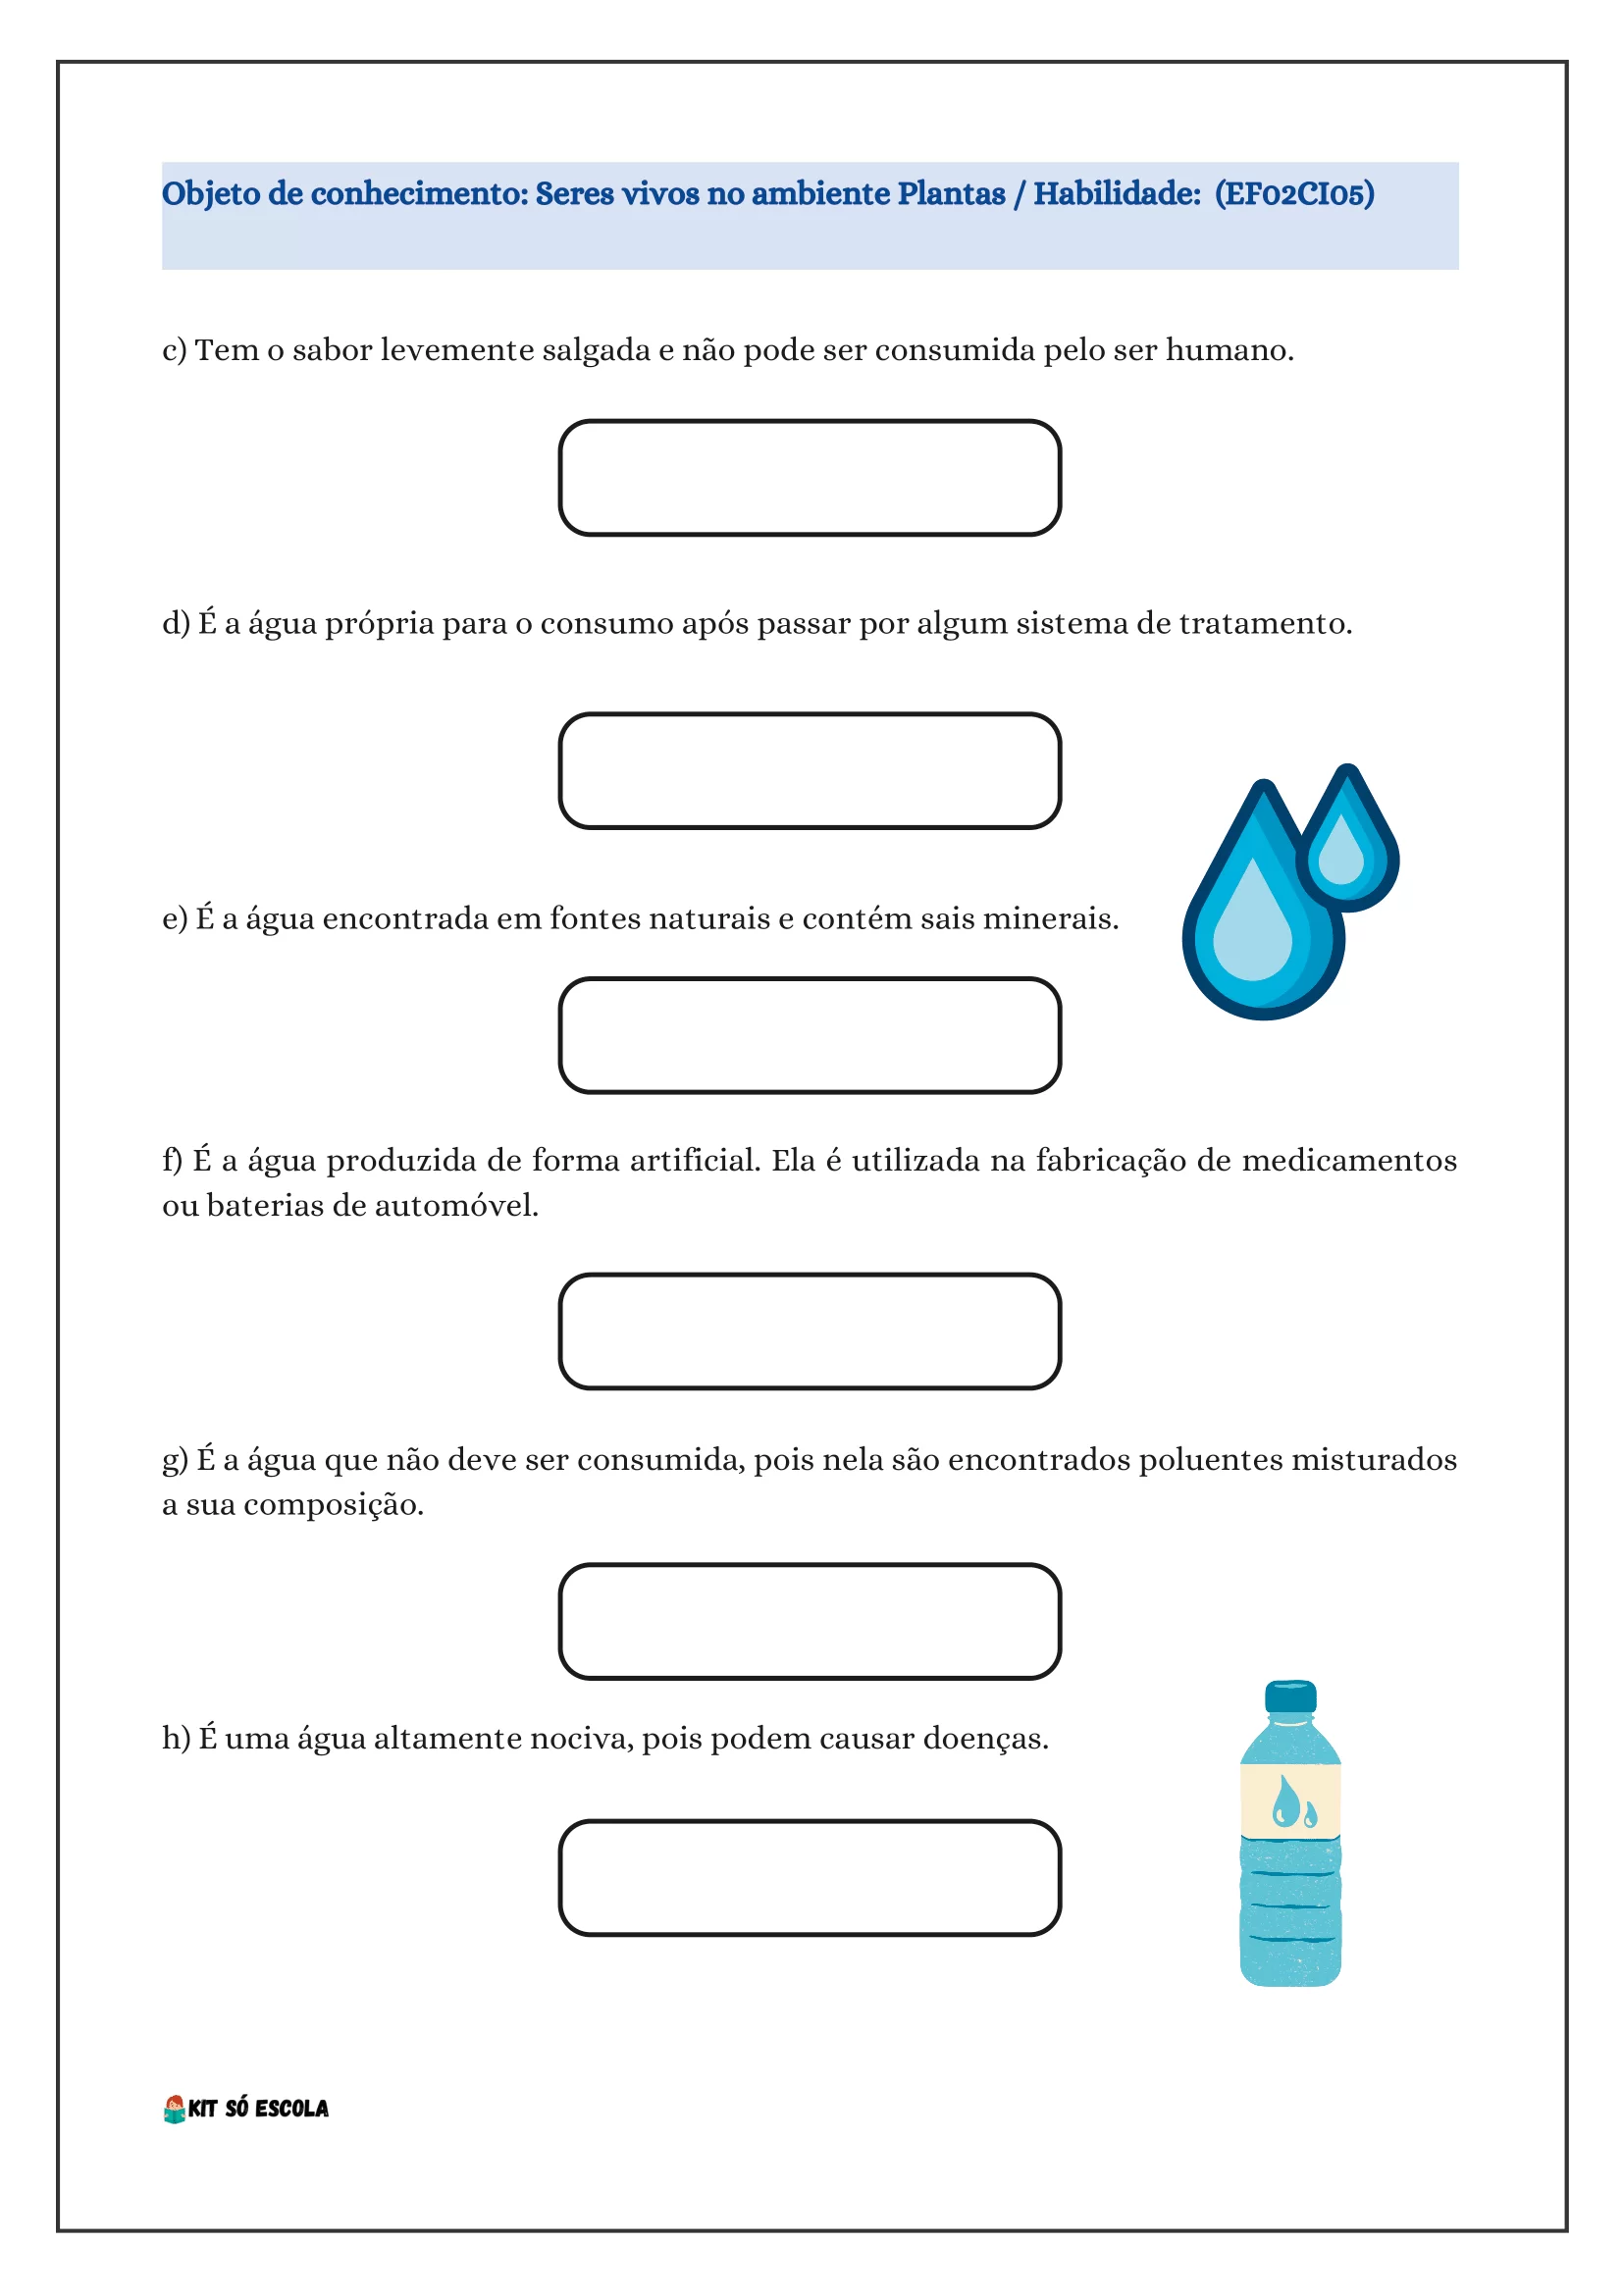 Objeto de conhecimento: Seres vivos no ambiente Plantas / Habilidade: (EF02CI05)
c) Tem o sabor levemente salgada e não pode ser consumida pelo ser humano.
d) É a água própria para o consumo após passar por algum sistema de tratamento.
e) É a água encontrada em fontes naturais e contém sais minerais.
f) É a água produzida de forma artificial. Ela é utilizada na fabricação de medicamentos
ou baterias de automóvel.
g) É a água que não deve ser consumida, pois nela são encontrados poluentes misturados
a sua composição.
h) É uma água altamente nociva, pois podem causar doenças.
KIT SÓ ESCOLA